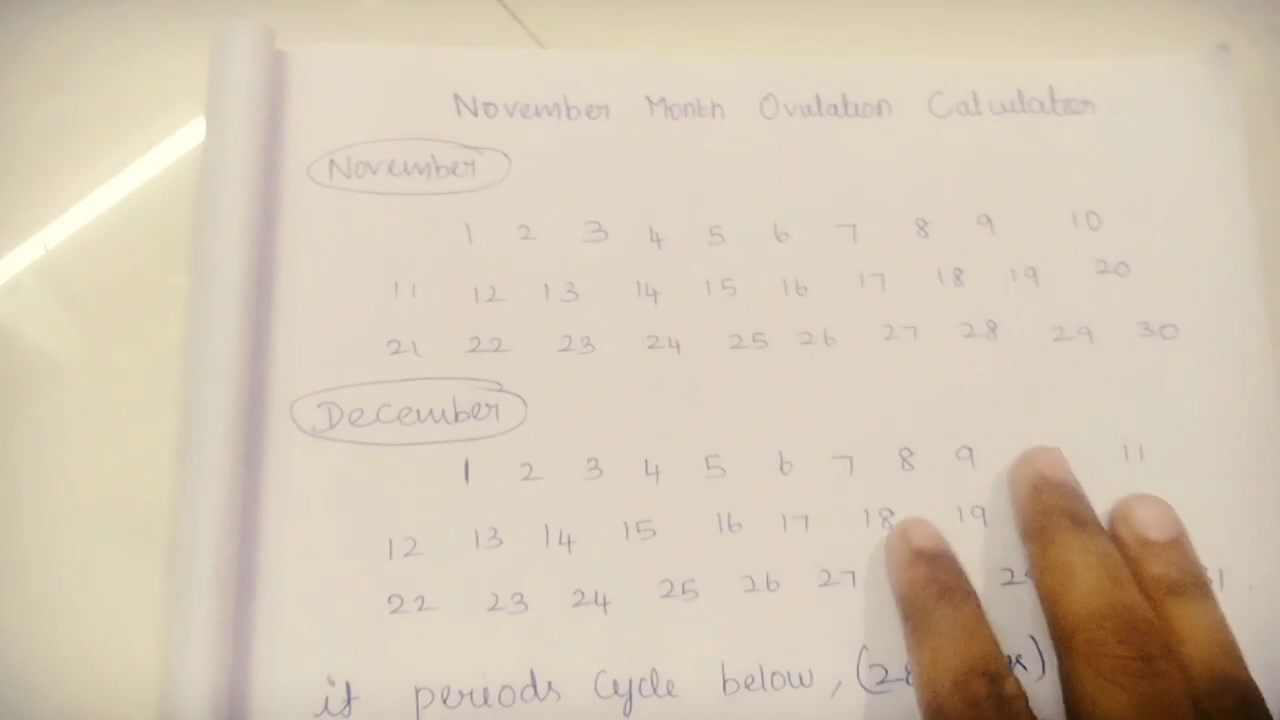 November Month Ovulation Calculator
November
1 2 3 4 5 6 7 8 9 10
11 12 13 14 15 16 17 18 19 20
21 22 23 24 25 26 27 28 29 30
December
1 2 3 4 5 6 7 8 9 11
12 13 14 15 16 17 18 19
22 23 24 25 26 27
if periods Cycle below, (28